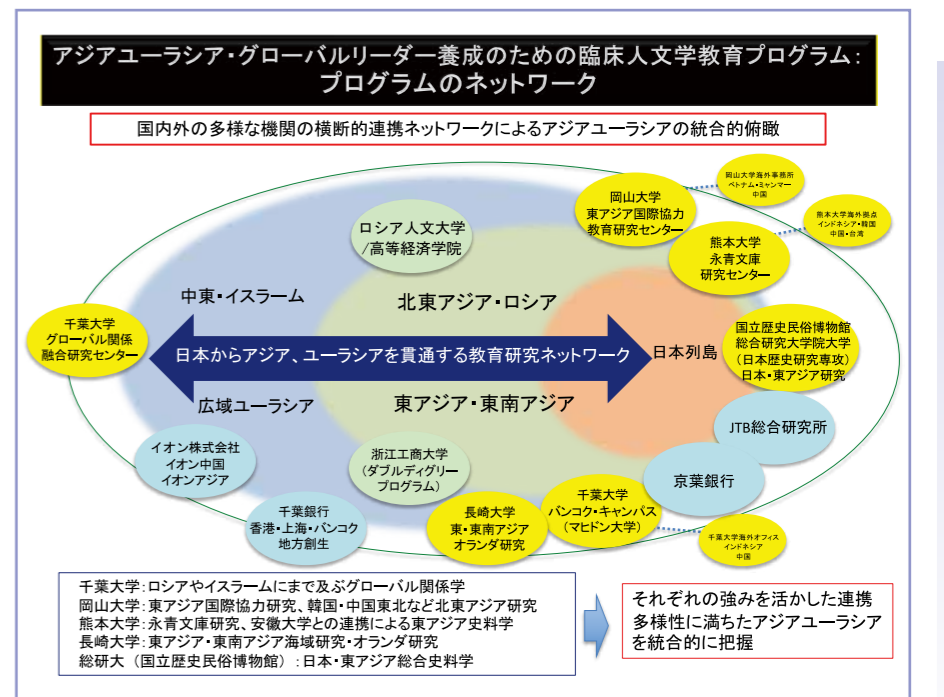 アジアユーラシア・グローバルリーダー養成のための臨床人文学教育プログラム：
プログラムのネットワーク
国内外の多様な機関の横断的連携ネットワークによるアジアユーラシアの統合的俯瞰
岡山大学
東アジア国際協力
教育研究センター
岡山大学海外事務所
ベトナム・ミャンマー
中国
ロシア人文大学
/高等経済学院
熊本大学
永青文庫
研究センター
熊本大学海外拠点
インドネシア・韓国
中国・台湾
中東・イスラーム
北東アジア・ロシア
千葉大学
グローバル関係
融合研究センター
日本からアジア、ユーラシアを貫通する教育研究ネットワーク
日本列島
国立歴史民俗博物館
総合研究大学院大学
（日本歴史研究専攻）
日本・東アジア研究
広域ユーラシア
東アジア・東南アジア
JTB総合研究所
イオン株式会社
イオン中国
イオンアジア
浙江工商大学
（ダブルディグリー
プログラム）
京葉銀行
千葉銀行
香港・上海・バンコク
地方創生
長崎大学
東・東南アジア
オランダ研究
千葉大学
バンコク・キャンパス
（マヒドン大学）
千葉大学海外オフィス
インドネシア
中国
千葉大学：ロシアやイスラームにまで及ぶグローバル関係学
岡山大学：東アジア国際協力研究、韓国・中国東北など北東アジア研究
熊本大学：永青文庫研究、安徽大学との連携による東アジア史料学
長崎大学：東アジア・東南アジア海域研究・オランダ研究
総研大（国立歴史民俗博物館）：日本・東アジア総合史料学
それぞれの強みを活かした連携
多様性に満ちたアジアユーラシア
を統合的に把握